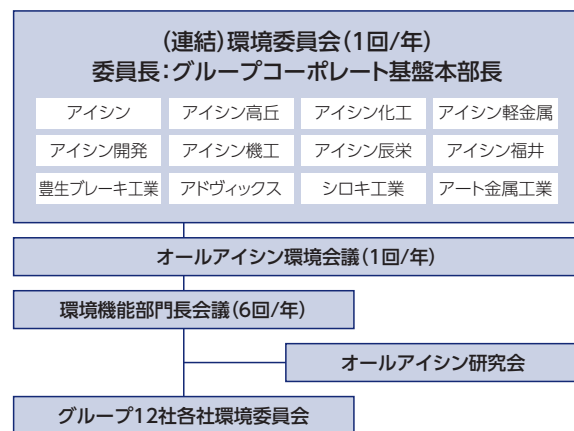 (連結)環境委員会(1回/年)
委員長:グループコーポレート基盤本部長
アイシン アイシン高丘 アイシン化工 アイシン軽金属
アイシン開発 アイシン機工 アイシン辰栄 アイシン福井
豊生ブレーキ工業 アドヴィックス シロキ工業 アート金属工業
オールアイシン環境会議(1回/年)
環境機能部門長会議(6回/年)
オールアイシン研究会
グループ12社各社環境委員会